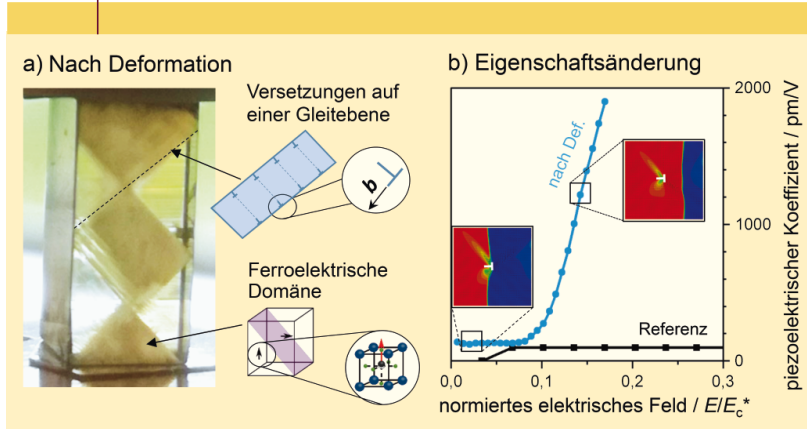 a) Nach Deformation
Versetzungen auf
einer Gleitebene
b
Ferroelektrische
Domäne
b) Eigenschaftsänderung
nach Def.
Referenz
2000
1000
0
piezoelektrischer Koeffizient / pm/V
0,0 0,1 0,2 0,3
normiertes elektrisches Feld / E/Ec*